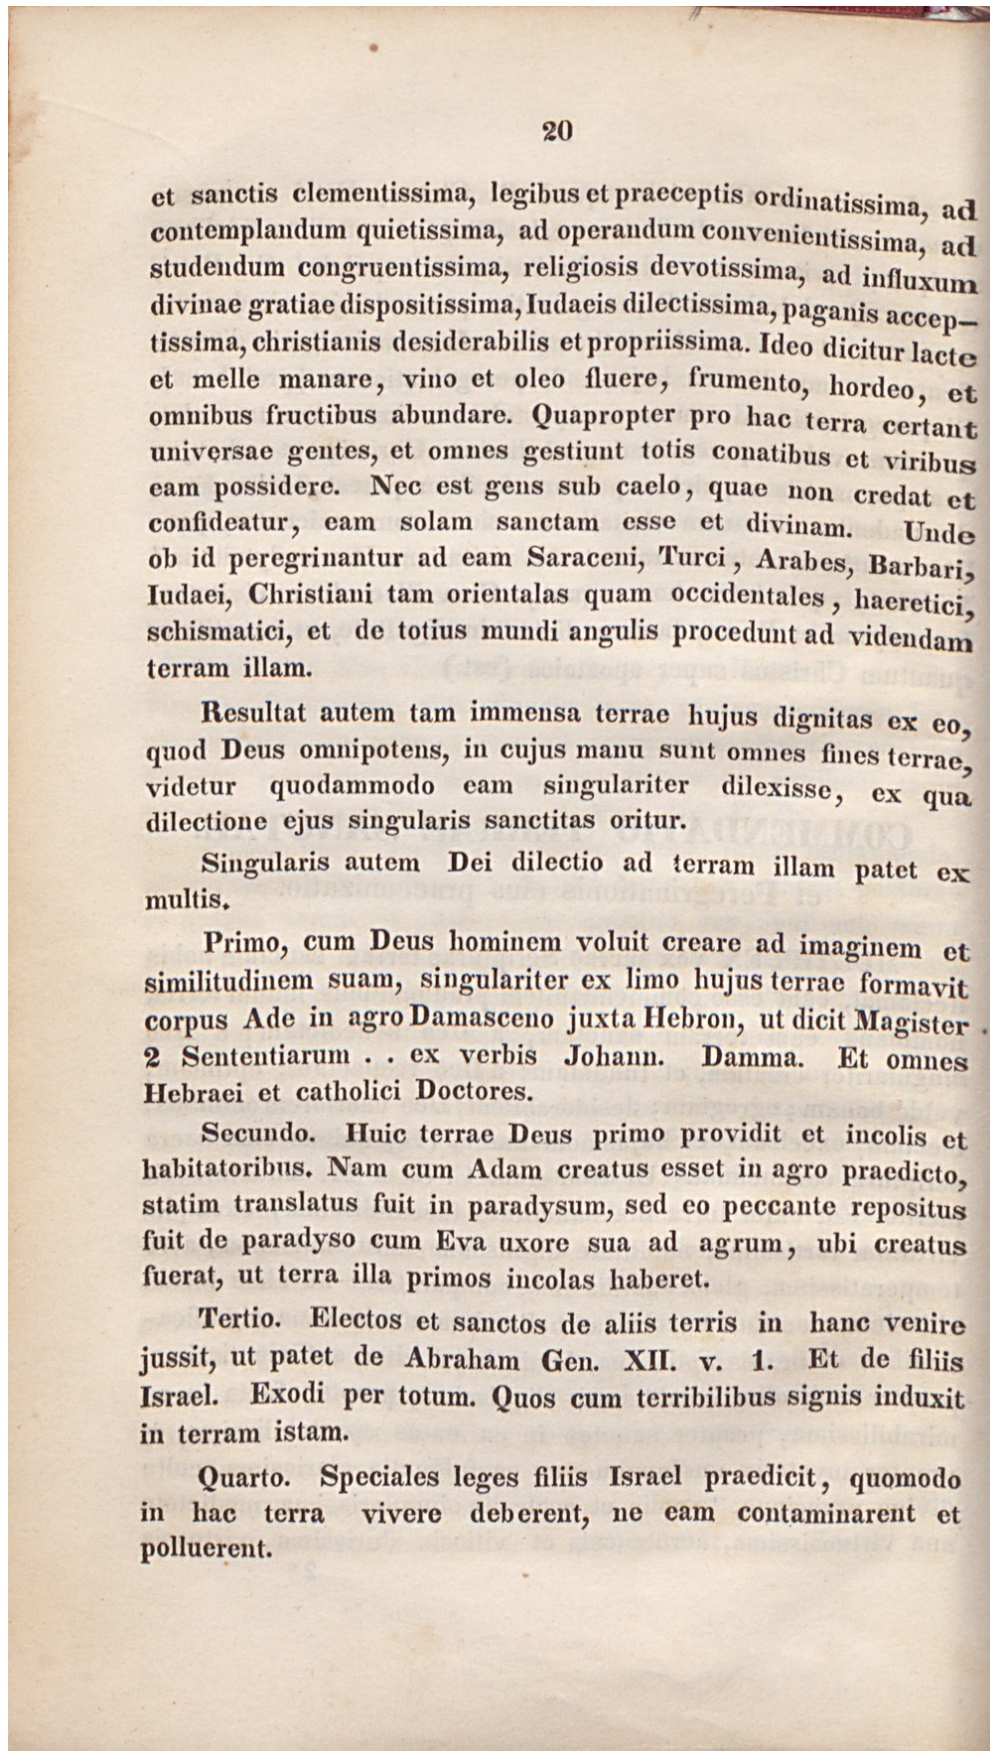 20
et sanctis clementissima, legibus et praeceptis ordinatissima, ad
contemplandum quietissima, ad operandum convenientissima, ad
studendum congruentissima, religiosis devotissima, ad influxum
divinae gratiae dispositissima, Iudaeis dilectissima, paganis accep-
tissima, christianis desiderabilis et propriissima. Ideo dicitur lacte
et melle manare, vino et oleo fluere, frumento, hordeo, et
omnibus fructibus abundare. Quapropter pro hac terra certant
universae gentes, et omnes gestiunt totis conatibus et viribus
eam possidere. Nec est gens sub caelo, quae non credat et
confideatur, eam solam sanctam esse et divinam. Unde
ob id peregrinantur ad eam Saraceni, Turci, Arabes, Barbari,
Iudaei, Christiani tam orientalas quam occidentales, haeretici,
schismatici, et de totius mundi angulis procedunt ad videndam
terram illam.
Resultat autem tam immensa terrae hujus dignitas ex eo,
quod Deus omnipotens, in cujus manu sunt omnes fines terrae,
videtur quodammodo eam singulariter dilexisse, ex qua
dilectione ejus singularis sanctitas oritur.
Singularis autem Dei dilectio ad terram illam patet ex
multis.
Primo, cum Deus hominem voluit creare ad imaginem et
similitudinem suam, singulariter ex limo hujus terrae formavit
corpus Ade in agro Damasceno juxta Hebron, ut dicit Magister
2 Sententiarum . . ex verbis Johann. Damma. Et omnes
Hebraei et catholici Doctores.
Secundo. Huic terrae Deus primo providit et incolis et
habitatoribus. Nam cum Adam creatus esset in agro praedicto,
statim translatus fuit in paradysum, sed eo peccante repositus
fuit de paradyso cum Eva uxore sua ad agrum, ubi creatus
fuerat, ut terra illa primos incolas haberet.
Tertio. Electos et sanctos de aliis terris in hanc venire
jussit, ut patet de Abraham Gen. XII. v. 1. Et de filiis
Israel. Exodi per totum. Quos cum terribilibus signis induxit
in terram istam.
Quarto. Speciales leges filiis Israel praedicit, quomodo
in hac terra vivere deberent, ne eam contaminarent et
polluerent.